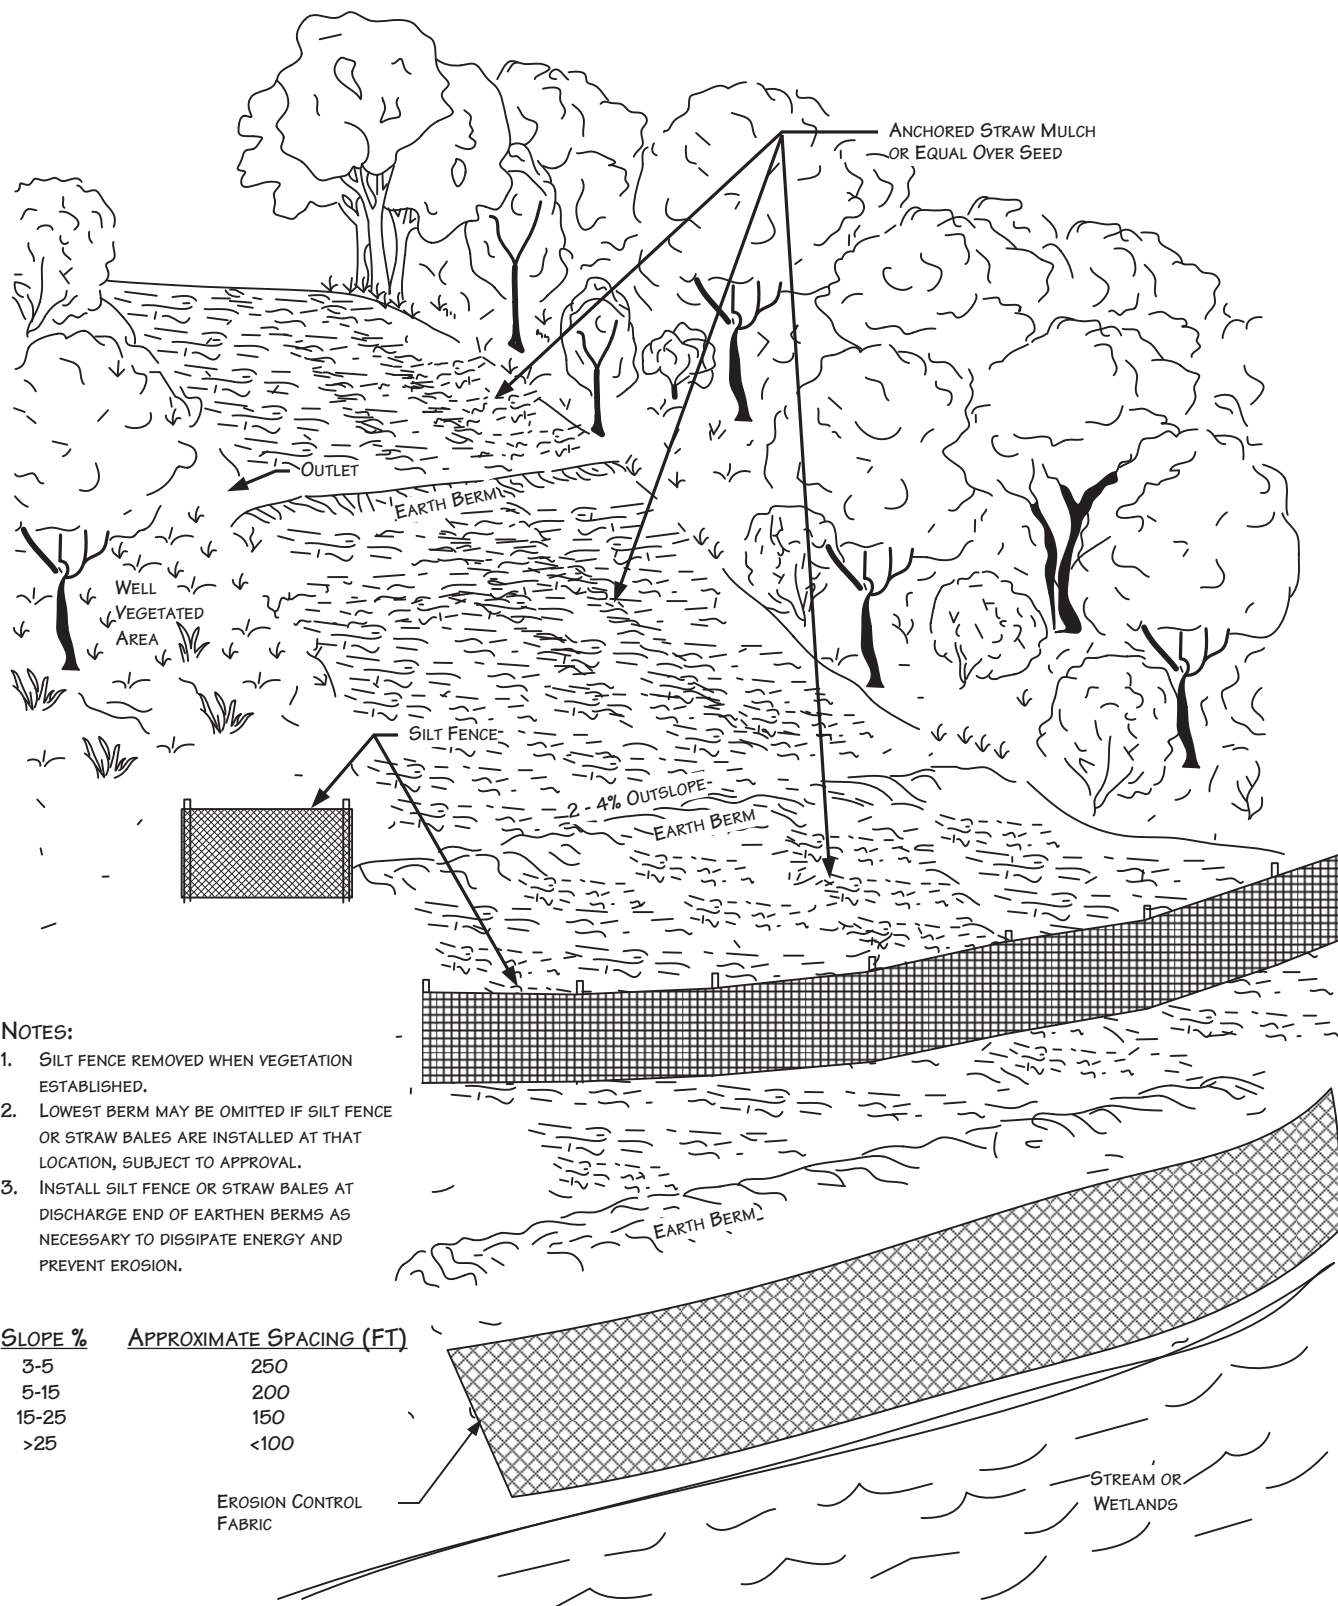 Anchored Straw Mulch
or Equal Over Seed
Outlet
Earth Berm
Well
Vegetated
Area
Silt Fence
2 - 4% Outslope
Earth Berm
Notes:
1. Silt fence removed when vegetation
established.
2. Lowest berm may be omitted if silt fence
or straw bales are installed at that
location, subject to approval.
3. Install silt fence or straw bales at
discharge end of earthen berms as
necessary to dissipate energy and
prevent erosion.
Earth Berm
Slope % Approximate Spacing (ft)
3-5 250
5-15 200
15-25 150
>25 <100
Erosion Control
Fabric
Stream or
Wetlands